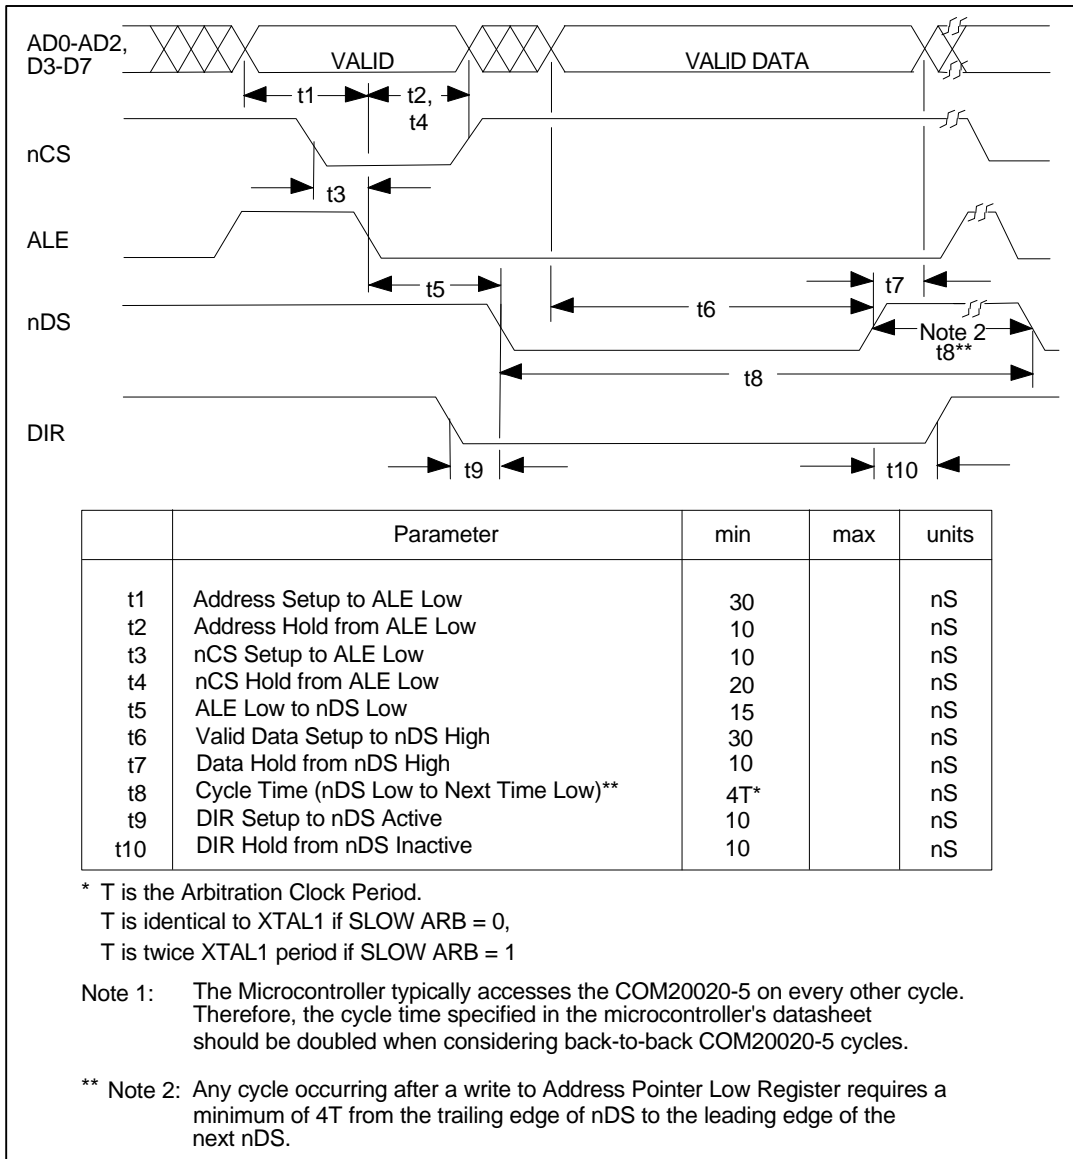 AD0-AD2,
D3-D7
VALID
VALID DATA
t1
t2,
t4
nCS
t3
ALE
t5
t7
nDS
t6
Note 2
t8**
t8
DIR
t9
t10
Parameter min max units
t1 Address Setup to ALE Low 30 nS
t2 Address Hold from ALE Low 10 nS
t3 nCS Setup to ALE Low 10 nS
t4 nCS Hold from ALE Low 20 nS
t5 ALE Low to nDS Low 15 nS
t6 Valid Data Setup to nDS High 30 nS
t7 Data Hold from nDS High 10 nS
t8 Cycle Time (nDS Low to Next Time Low)** 4T* nS
t9 DIR Setup to nDS Active 10 nS
t10 DIR Hold from nDS Inactive 10 nS
* T is the Arbitration Clock Period.
T is identical to XTAL1 if SLOW ARB = 0,
T is twice XTAL1 period if SLOW ARB = 1
Note 1: The Microcontroller typically accesses the COM20020-5 on every other cycle.
Therefore, the cycle time specified in the microcontroller's datasheet
should be doubled when considering back-to-back COM20020-5 cycles.
** Note 2: Any cycle occurring after a write to Address Pointer Low Register requires a
minimum of 4T from the trailing edge of nDS to the leading edge of the
next nDS.